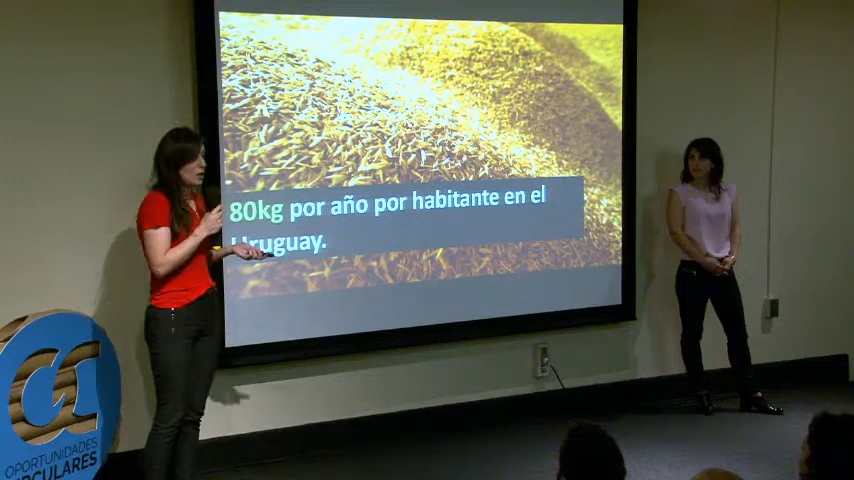 80kg por año por habitante en el
Uruguay.
OPORTUNIDADES
CIRCULARES